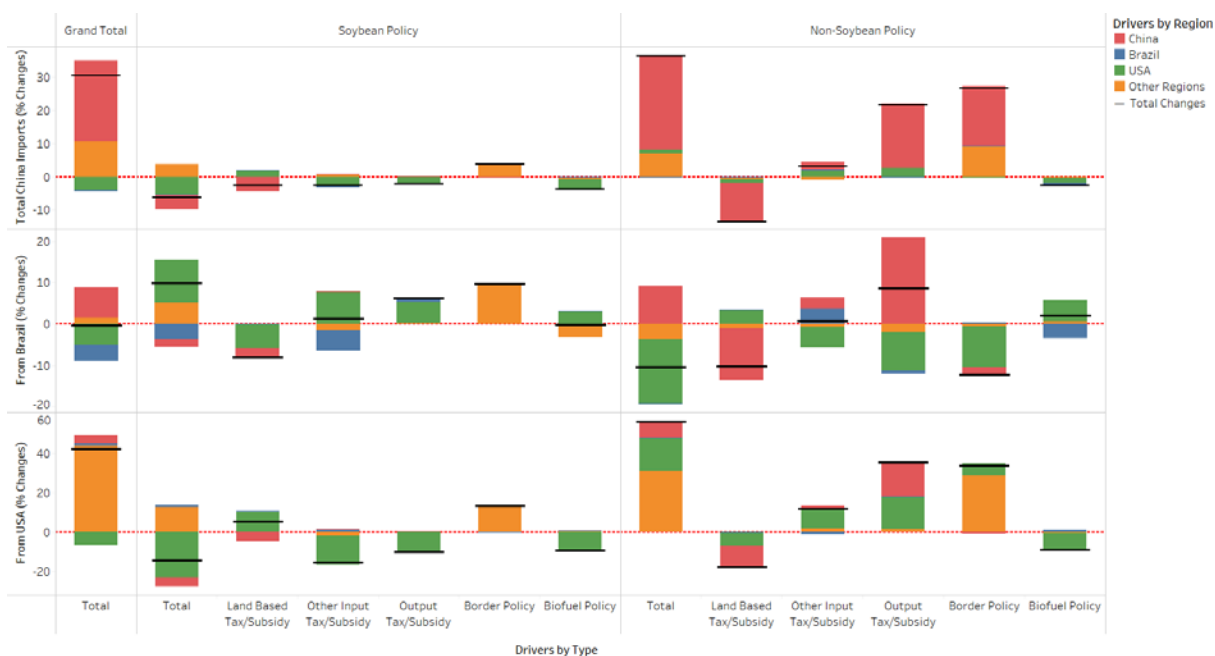 Grand Total
Soybean Policy
Non-Soybean Policy
Drivers by Region
China
Brazil
USA
Other Regions
Total Changes
Total China Imports (% Changes)
30
20
10
0
-10
From Brazil (% Changes)
20
10
0
-10
-20
From USA (% Changes)
60
40
20
0
-20
Total
Total
Land Based
Tax/Subsidy
Other Input
Tax/Subsidy
Output
Tax/Subsidy
Border Policy
Biofuel Policy
Total
Land Based
Tax/Subsidy
Other Input
Tax/Subsidy
Output
Tax/Subsidy
Border Policy
Biofuel Policy
Drivers by Type